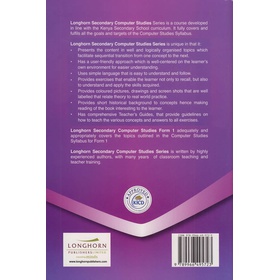 Longhorn Secondary Computer Studies Series is a course developed
in line with the Kenya Secondary School curriculum. It fully covers and
fulfils all the goals and targets of the Computer Studies Syllabus.
Longhorn Secondary Computer Studies Series is unique in that it:
• Presents the content in well and logically organised topics which
facilitate sequential transition from one concept to the next.
• Has a user-friendly approach which is well-centered on the learner's
own environment and background.
• Uses simple language that is easy to understand and follow.
• Provides exercises that enable the learner not only to recall, but also
to understand and apply the skills acquired.
• Provides coloured pictures, drawings and screen shots that are well
labelled that relate theory to real world practice.
• Provides short historical background to concepts hence making
reading of the book interesting to the learner.
• Has comprehensive Teacher's Guides, that provide guidelines on
how to teach the various concepts and answers to all exercises.
Longhorn Secondary Computer Studies Form 1 adequately and
appropriately covers the topics outlined in the Computer Studies
Syllabus for Form 1
Longhorn Secondary Computer Studies Series is written by highly
experienced authors, with many years' of classroom teaching and
teacher training.
APPROVED
KICD
LONGHORN
PUBLISHERS
www.longhornpublishers.com